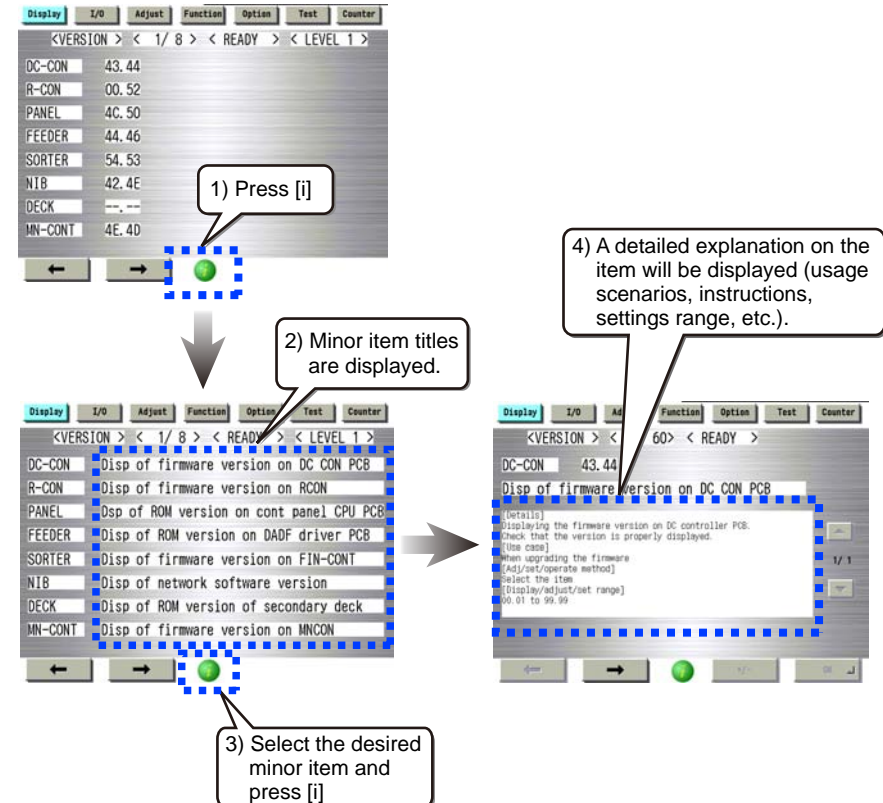 Display I/O Adjust Function Option Test Counter
<VERSION > < 1/ 8 > < READY > < LEVEL 1 >
DC-CON 43.44
R-CON 00.52
PANEL 4C.50
FEEDER 44.46
SORTER 54.53
NIB 42.4E
DECK --.--
MN-CONT 4E.4D
1) Press [i]
2) Minor item titles
are displayed.
Display I/O Adjust Function Option Test Counter
<VERSION > < 1/ 8 > < READY > < LEVEL 1 >
DC-CON Disp of firmware version on DC CON PCB
R-CON Disp of firmware version on RCON
PANEL Dsp of ROM version on cont panel CPU PCB
FEEDER Disp of ROM version on DADF driver PCB
SORTER Disp of firmware version on FIN-CONT
NIB Disp of network software version
DECK Disp of ROM version of secondary deck
MN-CONT Disp of firmware version on MNCON
3) Select the desired
minor item and
press [i]
4) A detailed explanation on the
item will be displayed (usage
scenarios, instructions,
settings range, etc.).
Display I/O Ad Function Option Test Counter
<VERSION > < 60> < READY >
DC-CON 43.44
Disp of firmware version on DC CON PCB
[Details]
Displaying the firmware version on DC controller PCB.
Check that the version is properly displayed.
[Use case]
When upgrading the firmware
[Adj/set/operate method]
Select the item
[Display/adjust/set range]
00.01 to 99.99
1/ 1
+/-
OK